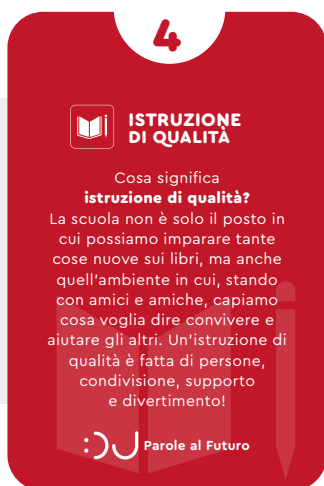 4
ISTRUZIONE
DI QUALITÀ
Cosa significa
istruzione di qualità?
La scuola non è solo il posto in
cui possiamo imparare tante
cose nuove sui libri, ma anche
quell'ambiente in cui, stando
con amici e amiche, capiamo
cosa voglia dire convivere e
aiutare gli altri. Un'istruzione di
qualità è fatta di persone,
condivisione, supporto
e divertimento!
Parole al Futuro